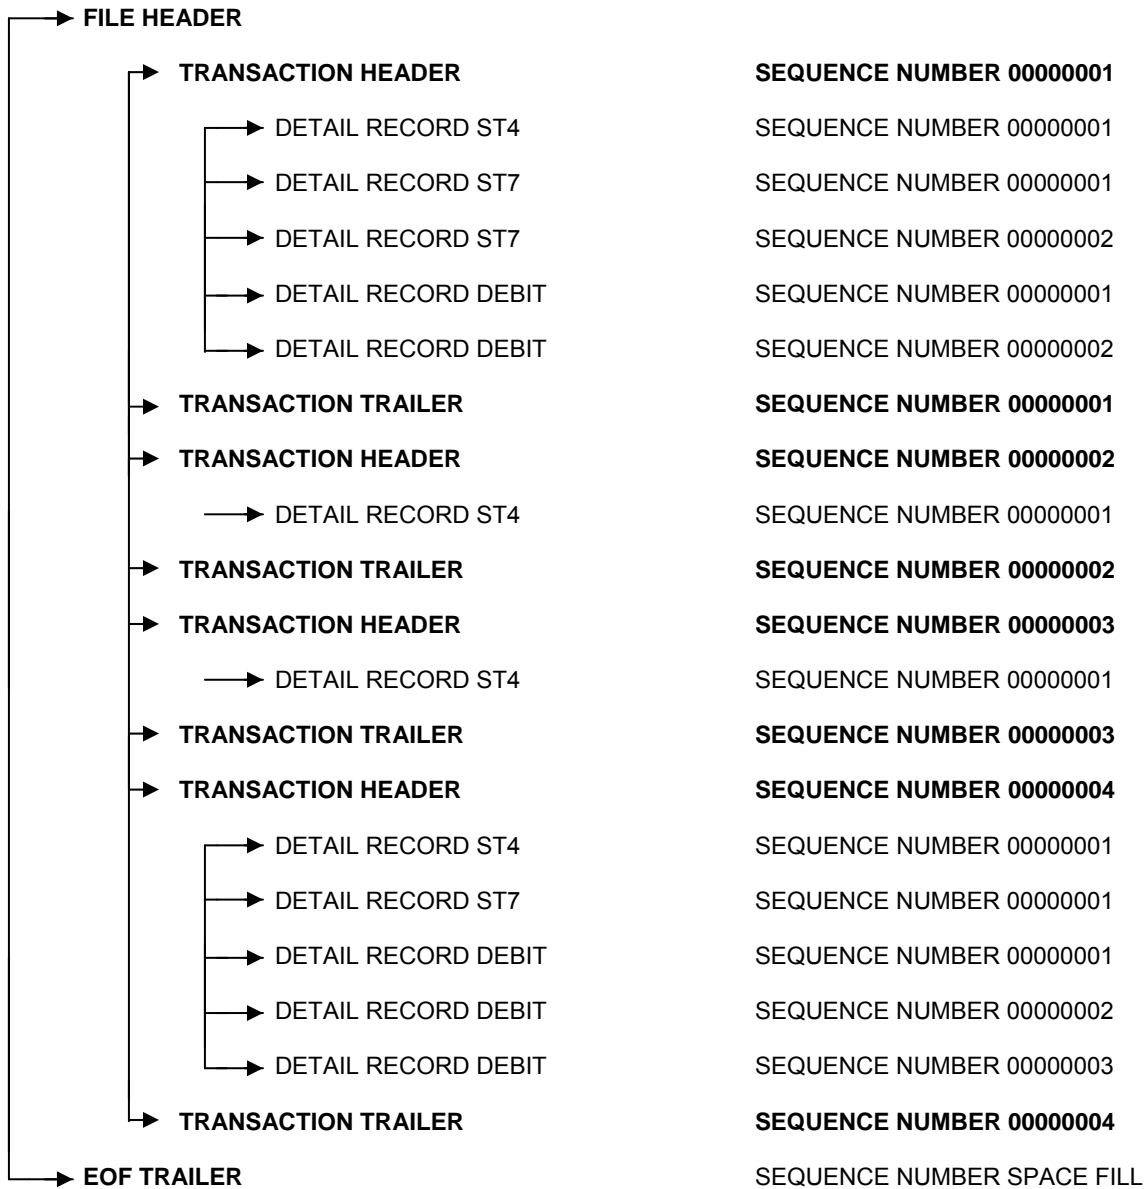 FILE HEADER
TRANSACTION HEADER SEQUENCE NUMBER 00000001
DETAIL RECORD ST4 SEQUENCE NUMBER 00000001
DETAIL RECORD ST7 SEQUENCE NUMBER 00000001
DETAIL RECORD ST7 SEQUENCE NUMBER 00000002
DETAIL RECORD DEBIT SEQUENCE NUMBER 00000001
DETAIL RECORD DEBIT SEQUENCE NUMBER 00000002
TRANSACTION TRAILER SEQUENCE NUMBER 00000001
TRANSACTION HEADER SEQUENCE NUMBER 00000002
DETAIL RECORD ST4 SEQUENCE NUMBER 00000001
TRANSACTION TRAILER SEQUENCE NUMBER 00000002
TRANSACTION HEADER SEQUENCE NUMBER 00000003
DETAIL RECORD ST4 SEQUENCE NUMBER 00000001
TRANSACTION TRAILER SEQUENCE NUMBER 00000003
TRANSACTION HEADER SEQUENCE NUMBER 00000004
DETAIL RECORD ST4 SEQUENCE NUMBER 00000001
DETAIL RECORD ST7 SEQUENCE NUMBER 00000001
DETAIL RECORD DEBIT SEQUENCE NUMBER 00000001
DETAIL RECORD DEBIT SEQUENCE NUMBER 00000002
DETAIL RECORD DEBIT SEQUENCE NUMBER 00000003
TRANSACTION TRAILER SEQUENCE NUMBER 00000004
EOF TRAILER SEQUENCE NUMBER SPACE FILL